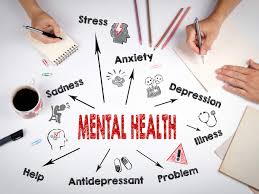 Stress
Anxiety
Sadness
Depression
MENTAL HEALTH
Illness
Help
Antidepressant
Problem